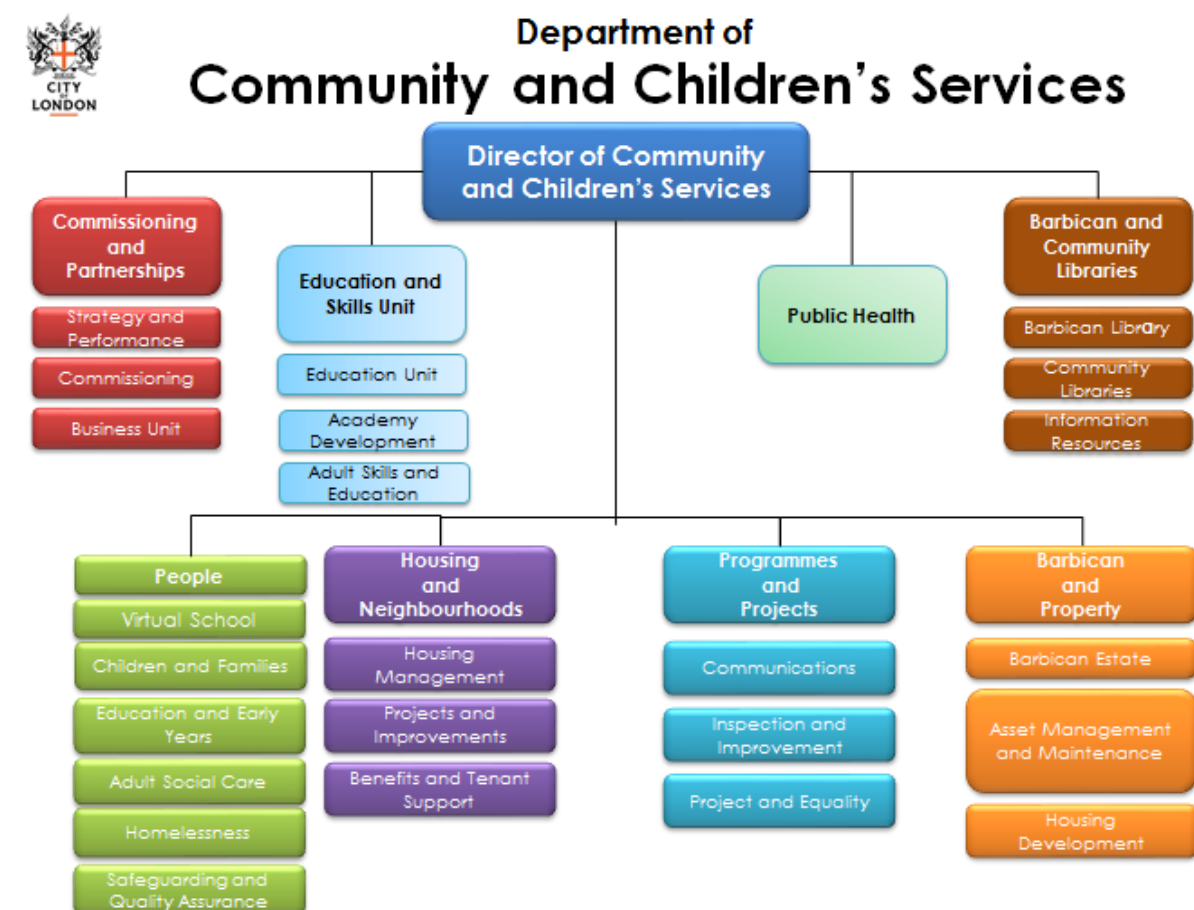 Department of
Community and Children's Services
CITY
OF
LONDON
Director of Community
and Children's Services
Commissioning
and
Partnerships
Strategy and
Performance
Commissioning
Business Unit
Education and
Skills Unit
Education Unit
Academy
Development
Adult Skills and
Education
Public Health
Barbican and
Community
Libraries
Barbican Library
Community
Libraries
Information
Resources
People
Virtual School
Children and Families
Education and Early
Years
Adult Social Care
Homelessness
Safeguarding and
Quality Assurance
Housing
and
Neighbourhoods
Housing
Management
Projects and
Improvements
Benefits and Tenant
Support
Programmes
and
Projects
Communications
Inspection and
Improvement
Project and Equality
Barbican
and
Property
Barbican Estate
Asset Management
and Maintenance
Housing
Development